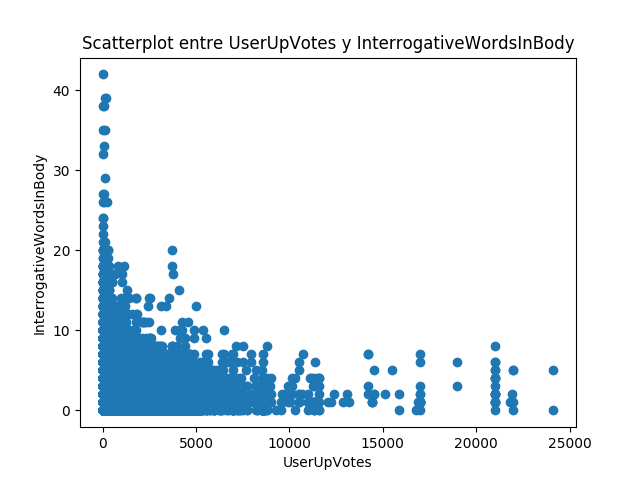 Scatterplot entre UserUpVotes y InterrogativeWordsInBody
InterrogativeWordsInBody
40
30
20
10
0
0 5000 10000 15000 20000 25000
UserUpVotes